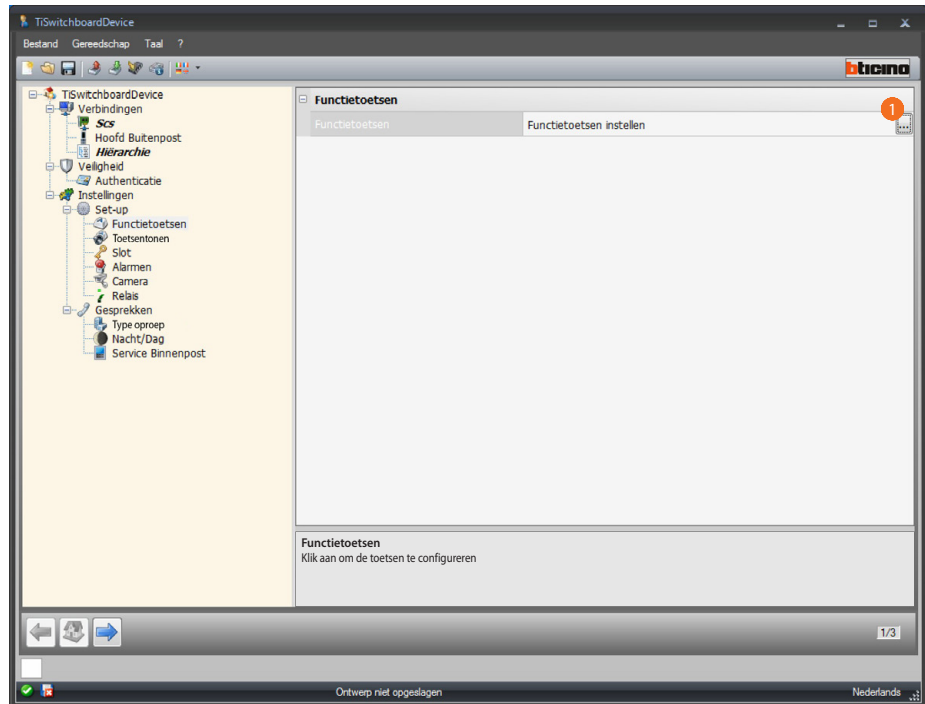 TiSwitchboardDevice
Bestand Gereedschap Taal ?
bticino
TiSwitchboardDevice
Verbindingen
Scs
Hoofd Buitenpost
Hiërarchie
Veiligheid
Authenticatie
Instellingen
Set-up
Functietoetsen
Toetsentonen
Slot
Alarmen
Camera
Relais
Gesprekken
Type oproep
Nacht/Dag
Service Binnenpost
Functietoetsen
1
Functietoetsen Functietoetsen instellen ...
Functietoetsen
Klik aan om de toetsen te configureren
1/3
Ontwerp niet opgeslagen Nederlands